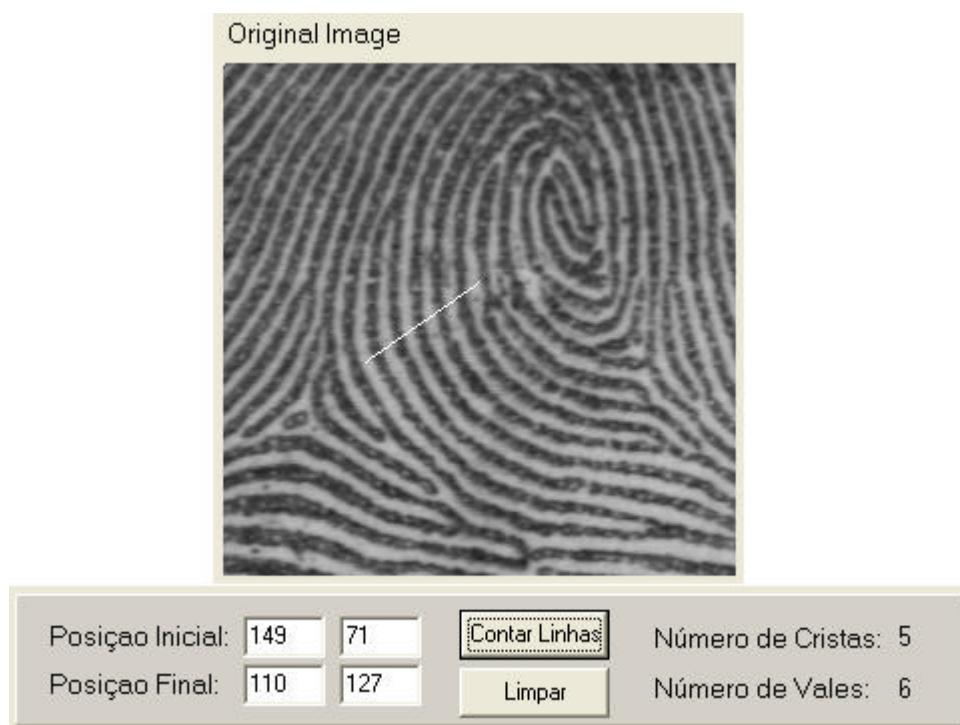 Original Image
Posiçao Inicial: 149 71 Contar Linhas Número de Cristas: 5
Posiçao Final: 110 127 Limpar Número de Vales: 6